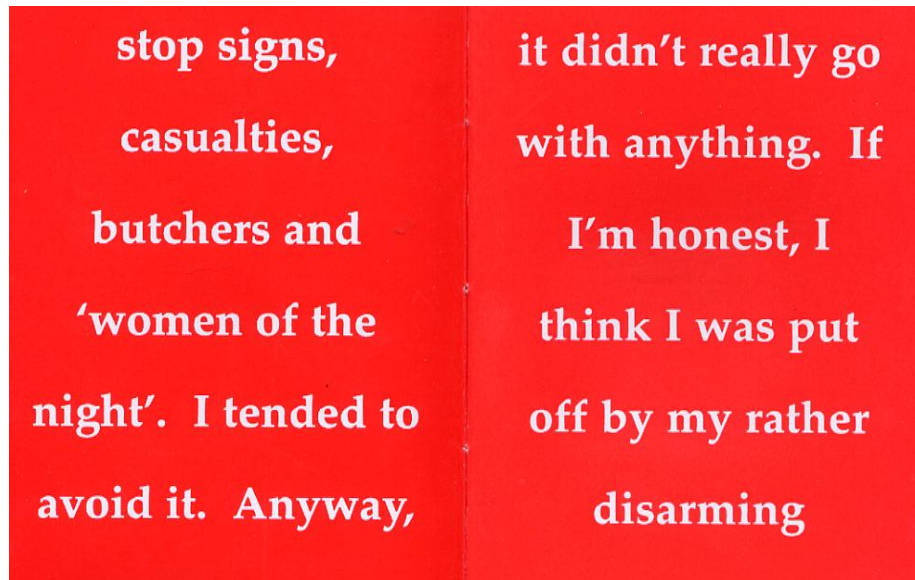 stop signs,
casualties,
butchers and
‘women of the
night’.  I tended to
avoid it.  Anyway,
it didn’t really go
with anything.  If
I’m honest, I
think I was put
off by my rather
disarming